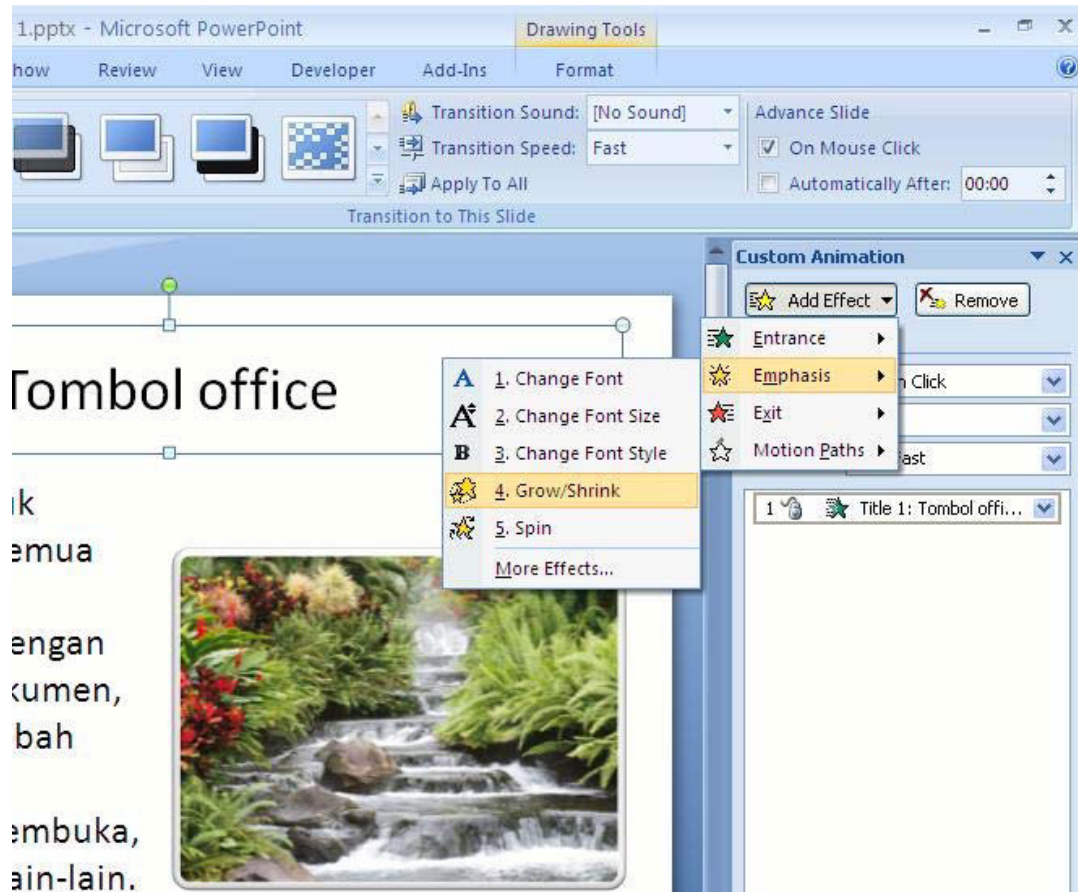 1.pptx - Microsoft PowerPoint
Drawing Tools
Review View Developer Add-Ins Format
Transition Sound: [No Sound]
Transition Speed: Fast
Apply To All
Transition to This Slide
Advance Slide
On Mouse Click
Automatically After: 00:00
Custom Animation
Add Effect
Remove
Entrance
Emphasis
Exit
Motion Paths
1. Change Font
2. Change Font Size
3. Change Font Style
4. Grow/Shrink
5. Spin
More Effects...
Click
1 Title 1: Tombol offi...
Tombol office
emua
engan
kumen,
bah
embuka,
ain-lain.